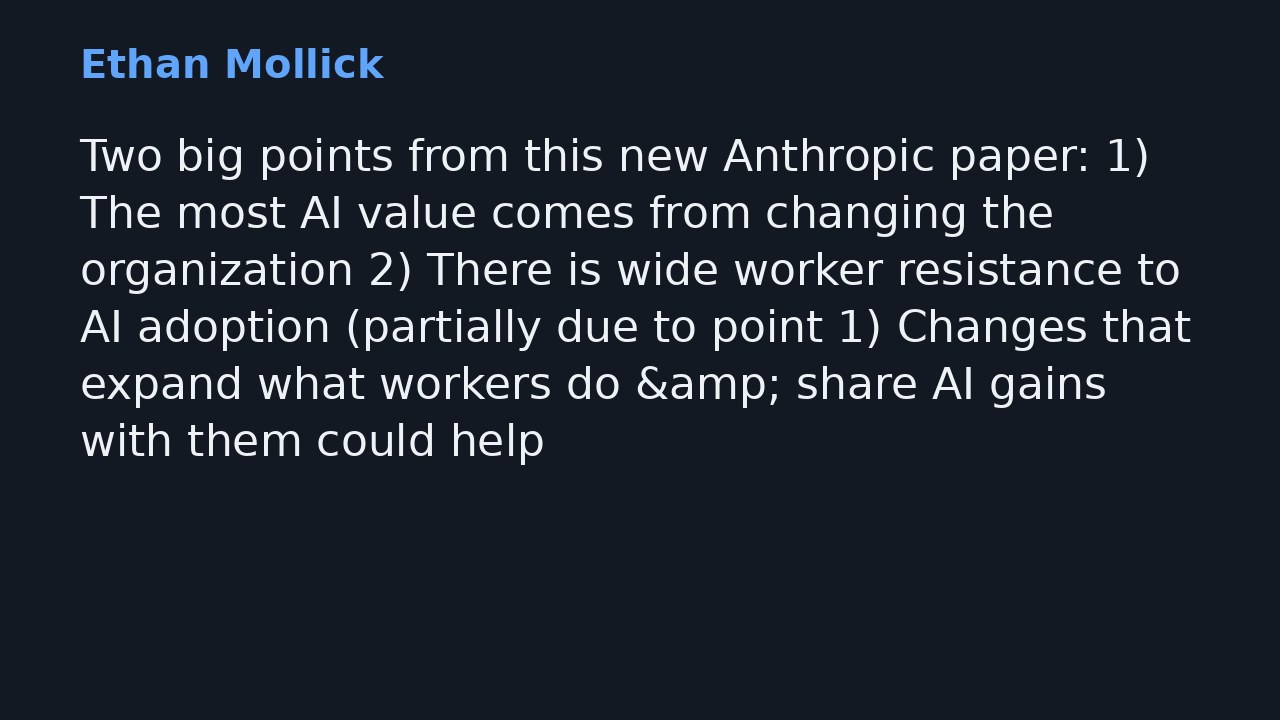 Ethan Mollick
Two big points from this new Anthropic paper: 1)
The most AI value comes from changing the
organization 2) There is wide worker resistance to
AI adoption (partially due to point 1) Changes that
expand what workers do &amp; share AI gains
with them could help